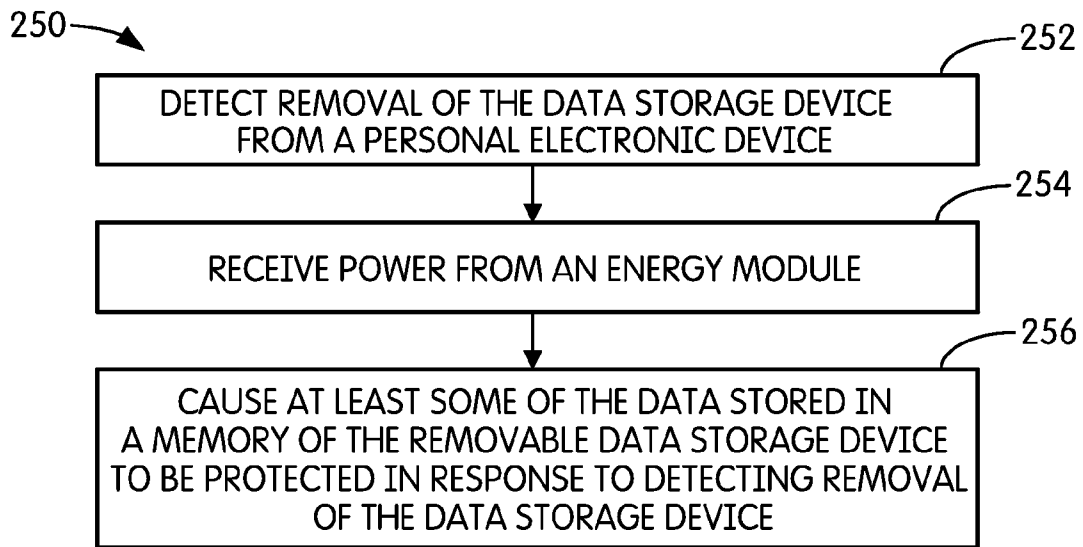 250
252
DETECT REMOVAL OF THE DATA STORAGE DEVICE
FROM A PERSONAL ELECTRONIC DEVICE
254
RECEIVE POWER FROM AN ENERGY MODULE
256
CAUSE AT LEAST SOME OF THE DATA STORED IN
A MEMORY OF THE REMOVABLE DATA STORAGE DEVICE
TO BE PROTECTED IN RESPONSE TO DETECTING REMOVAL
OF THE DATA STORAGE DEVICE